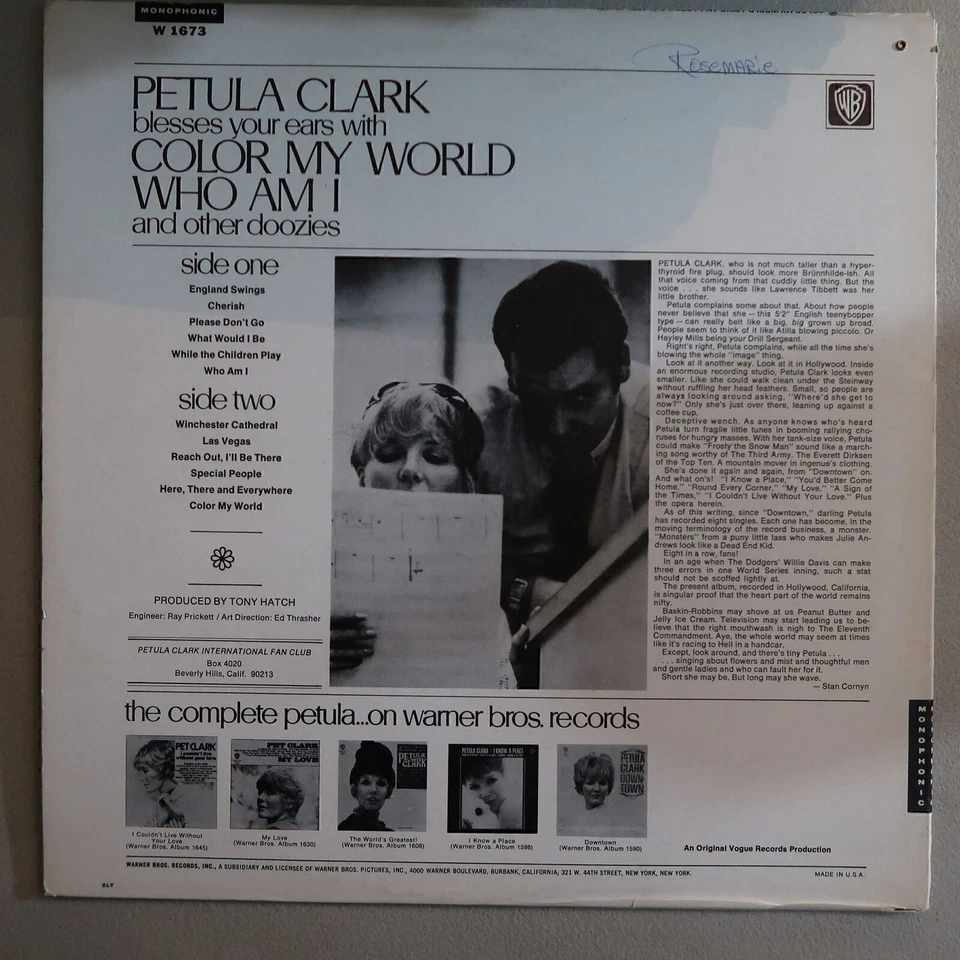 MONOPHONIC
W 1673
Rosemarie
PETULA CLARK
blesses your ears with
COLOR MY WORLD
WHO AM I
and other doozies
WB
side one
England Swings
Cherish
Please Don't Go
What Would I Be
While the Children Play
Who Am I
side two
Winchester Cathedral
Las Vegas
Reach Out, I'll Be There
Special People
Here, There and Everywhere
Color My World
PRODUCED BY TONY HATCH
Engineer: Ray Prickett / Art Direction: Ed Thrasher
PETULA CLARK INTERNATIONAL FAN CLUB
Box 4020
Beverly Hills, Calif. 90213
PETULA CLARK, who is not much taller than a hyper-
thyroid fire plug, should look more Brünnhilde-ish. All
that voice coming from that cuddly little thing. But the
voice . . . she sounds like Lawrence Tibbett was her
little brother.
Petula complains some about that. About how people
never believe that she — this 5'2" English teenybopper
type — can really belt like a big, big grown up broad.
People seem to think of it like Atilla blowing piccolo. Or
Hayley Mills being your Drill Sergeant.
Right's right, Petula complains, while all the time she's
blowing the whole "image" thing.
Look at it another way. Look at it in Hollywood. Inside
an enormous recording studio, Petula Clark looks even
smaller. Like she could walk clean under the Steinway
without ruffling her head feathers. Small, so people are
always looking around asking, "Where'd she get to
now?" Only she's just over there, leaning up against a
coffee cup.
Deceptive wench. As anyone knows who's heard
Petula turn fragile little tunes in booming rallying cho-
ruses for hungry masses. With her tank-size voice, Petula
could make "Frosty the Snow Man" sound like a march-
ing song worthy of The Third Army. The Everett Dirksen
of the Top Ten. A mountain mover in ingenue's clothing.
She's done it again and again, from "Downtown" on.
And what on's! "I Know a Place," "You'd Better Come
Home," "Round Every Corner," "My Love," "A Sign of
the Times," "I Couldn't Live Without Your Love." Plus
the opera herein.
As of this writing, since "Downtown," darling Petula
has recorded eight singles. Each one has become, in the
moving terminology of the record business, a monster.
"Monsters" from a puny little lass who makes Julie An-
drews look like a Dead End Kid.
Eight in a row, fans!
In an age when The Dodgers' Willie Davis can make
three errors in one World Series inning, such a stat
should not be scoffed lightly at.
The present album, recorded in Hollywood, California,
is singular proof that the heart part of the world remains
nifty.
Baskin-Robbins may shove at us Peanut Butter and
Jelly Ice Cream. Television may start leading us to be-
lieve that the right mouthwash is nigh to The Eleventh
Commandment. Aye, the whole world may seem at times
like it's racing to Hell in a handcar.
Except, look around, and there's tiny Petula . . .
. . . singing about flowers and mist and thoughtful men
and gentle ladies and who can fault her for it.
Short she may be. But long may she wave.
— Stan Cornyn
MONOPHONIC
the complete petula...on warner bros. records
PET CLARK
I couldn't live
without your love
PET CLARK
MY LOVE
PETULA
CLARK
PETULA CLARK · I KNOW A PLACE
PETULA
CLARK
DOWN
TOWN
I Couldn't Live Without
Your Love
(Warner Bros. Album 1645)
My Love
(Warner Bros. Album 1630)
The World's Greatest!
(Warner Bros. Album 1608)
I Know a Place
(Warner Bros. Album 1598)
Downtown
(Warner Bros. Album 1590)
An Original Vogue Records Production
WARNER BROS. RECORDS, INC., A SUBSIDIARY AND LICENSEE OF WARNER BROS. PICTURES, INC., 4000 WARNER BOULEVARD, BURBANK, CALIFORNIA; 321 W. 44TH STREET, NEW YORK, NEW YORK.
MADE IN U.S.A.